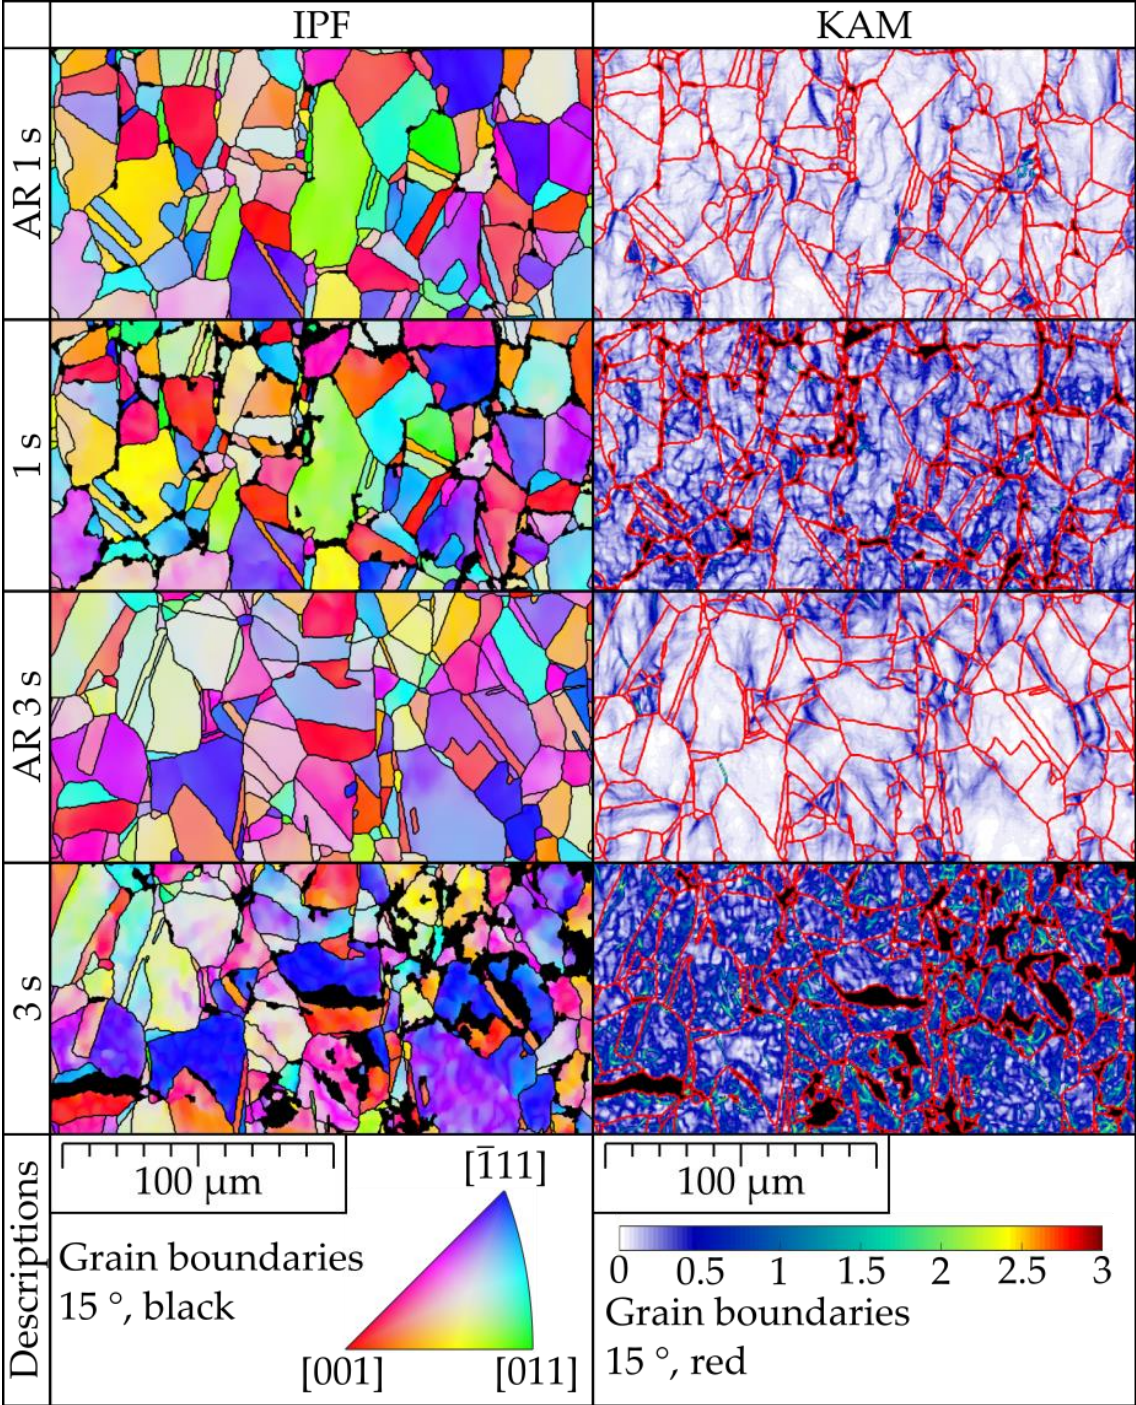 IPF
KAM
AR 1 s
1 s
AR 3 s
3 s
Descriptions
100 µm
[1̅11]
Grain boundaries
15 °, black
[001]
[011]
100 µm
0 0.5 1 1.5 2 2.5 3
Grain boundaries
15 °, red